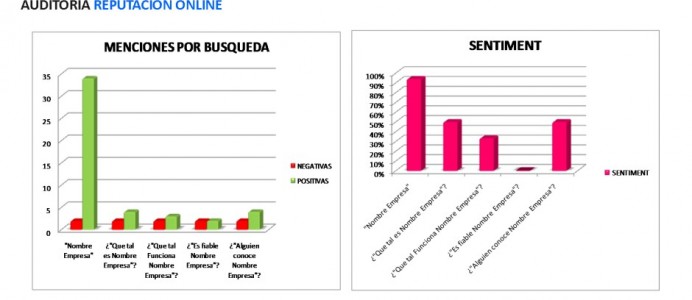 AUDITORIA REPUTACIÓN ONLINE
MENCIONES POR BUSQUEDA
35
30
25
20
15
10
5
0
"Nombre
Empresa"
¿"Que tal
es Nombre
Empresa"?
¿"Que tal
Funciona
Nombre
Empresa"?
¿"Es fiable
Nombre
Empresa"?
¿"Alguien
conoce
Nombre
Empresa"?
NEGATIVAS
POSITIVAS
SENTIMENT
100%
90%
80%
70%
60%
50%
40%
30%
20%
10%
0%
"Nombre Empresa"
¿"Que tal es Nombre Empresa"?
¿"Que tal Funciona Nombre Empresa"?
¿"Es fiable Nombre Empresa"?
¿"Alguien conoce Nombre Empresa"?
SENTIMENT